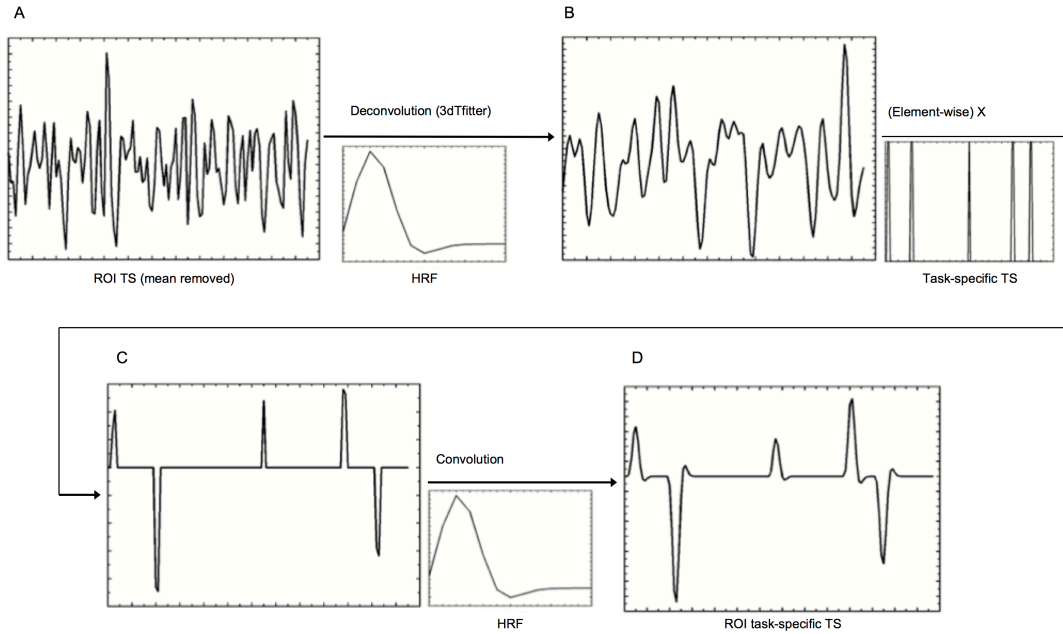 A
B
Deconvolution (3dTfitter)
(Element-wise) X
ROI TS (mean removed)
HRF
Task-specific TS
C
D
Convolution
HRF
ROI task-specific TS